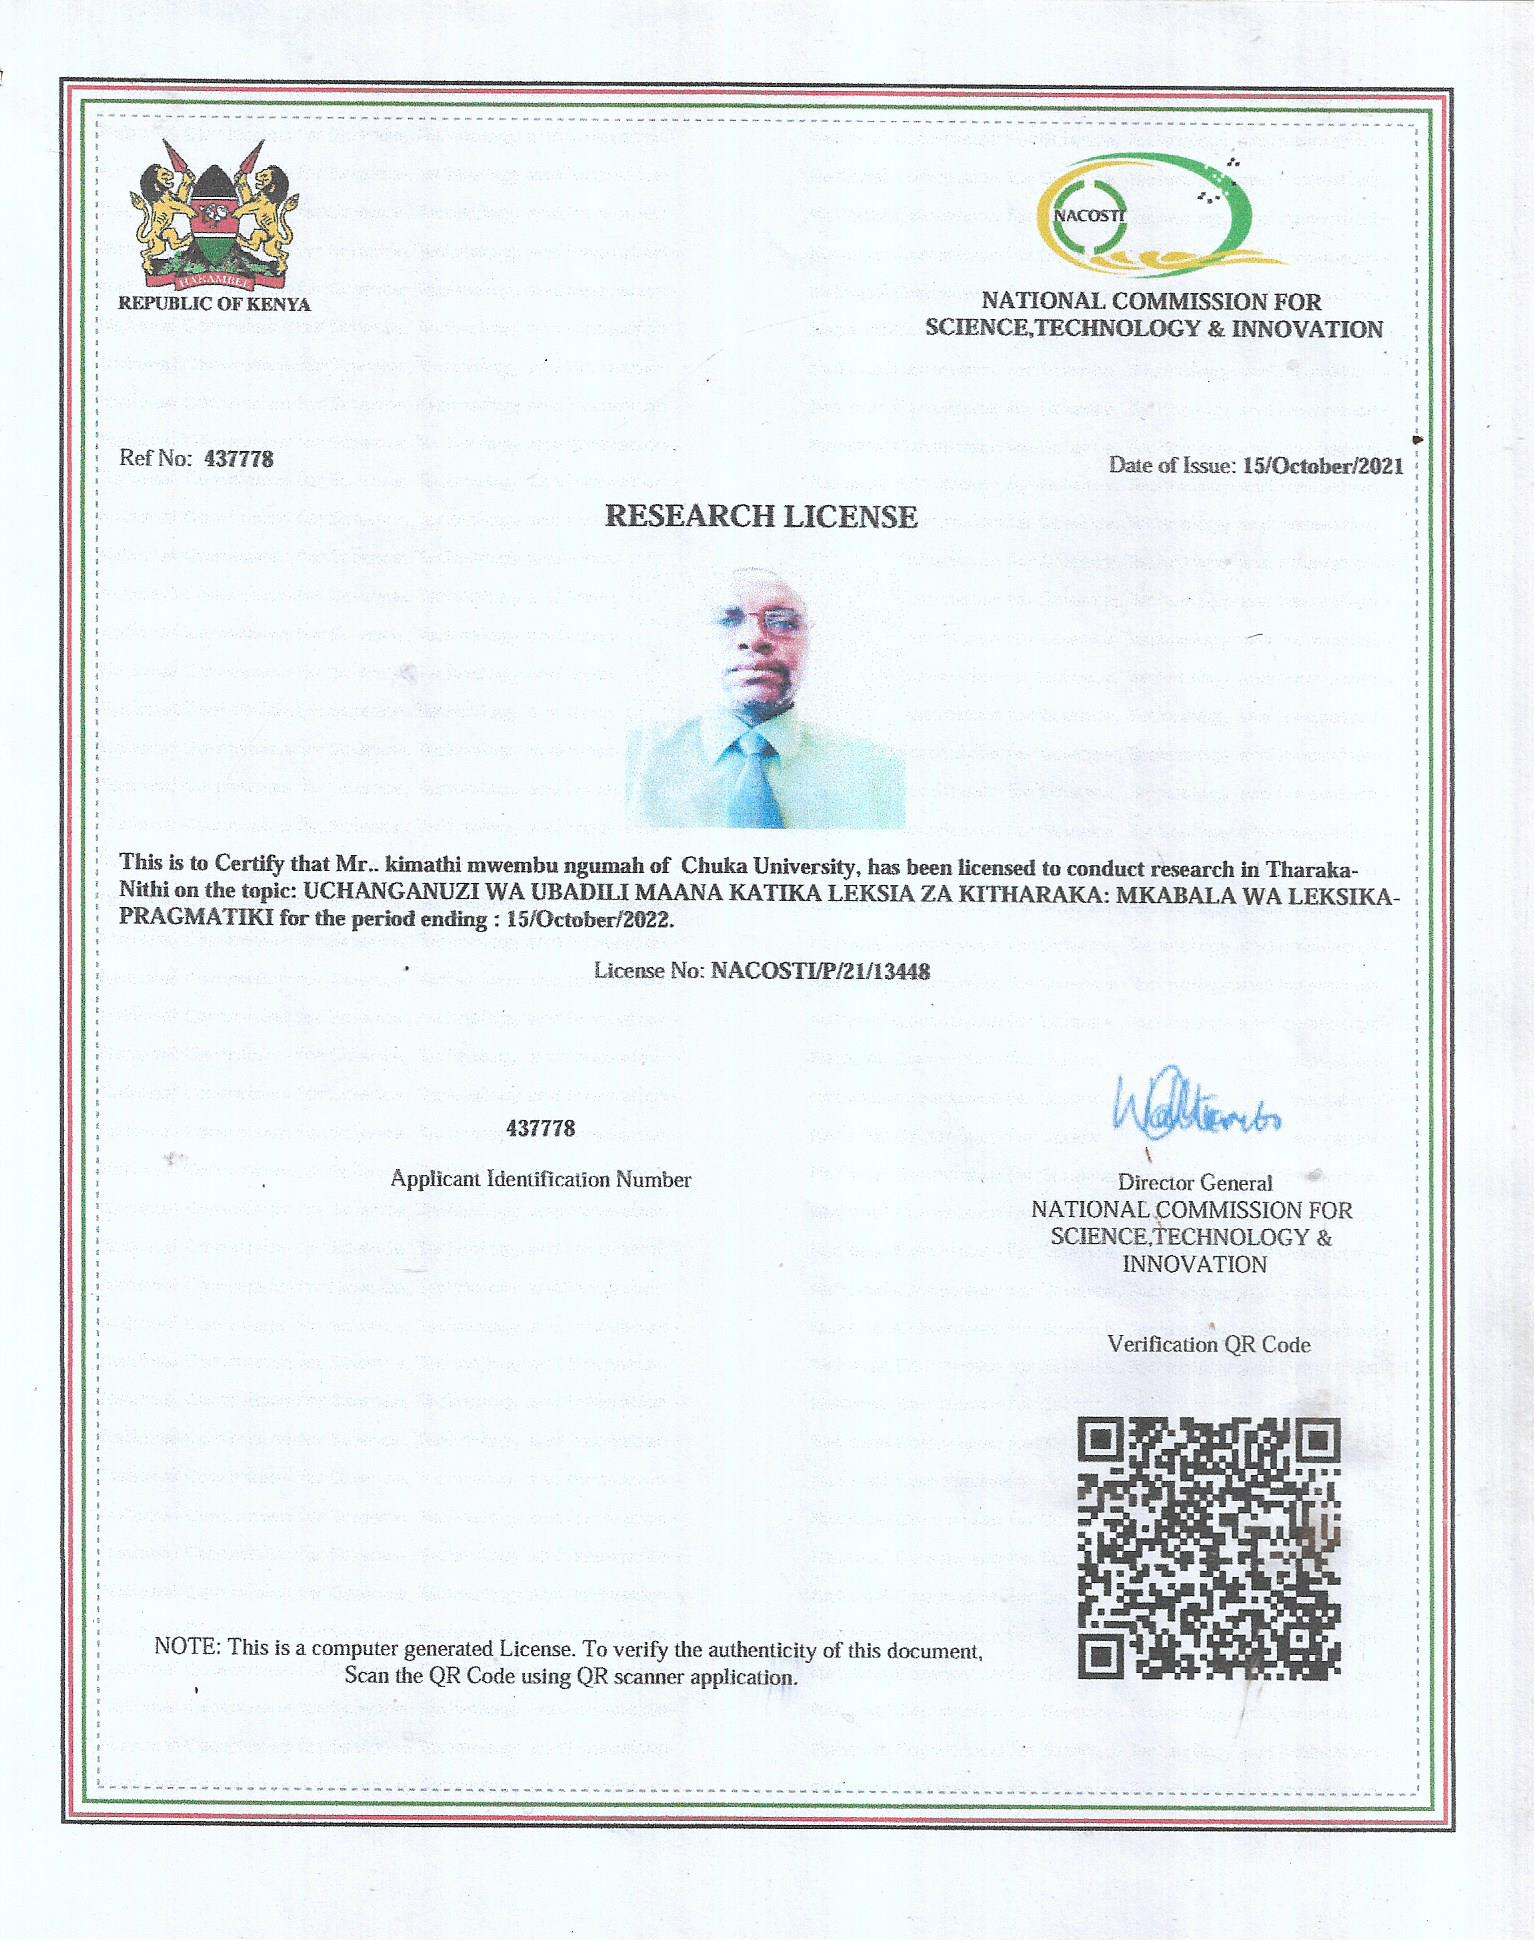 HARAMBEE
REPUBLIC OF KENYA
NACOSTI
NATIONAL COMMISSION FOR
SCIENCE,TECHNOLOGY & INNOVATION
Ref No: 437778
Date of Issue: 15/October/2021
RESEARCH LICENSE
This is to Certify that Mr.. kimathi mwembu ngumah of Chuka University, has been licensed to conduct research in Tharaka-
Nithi on the topic: UCHANGANUZI WA UBADILI MAANA KATIKA LEKSIA ZA KITHARAKA: MKABALA WA LEKSIKA-
PRAGMATIKI for the period ending : 15/October/2022.
License No: NACOSTI/P/21/13448
437778
Applicant Identification Number
Director General
NATIONAL COMMISSION FOR
SCIENCE,TECHNOLOGY &
INNOVATION
Verification QR Code
NOTE: This is a computer generated License. To verify the authenticity of this document,
Scan the QR Code using QR scanner application.